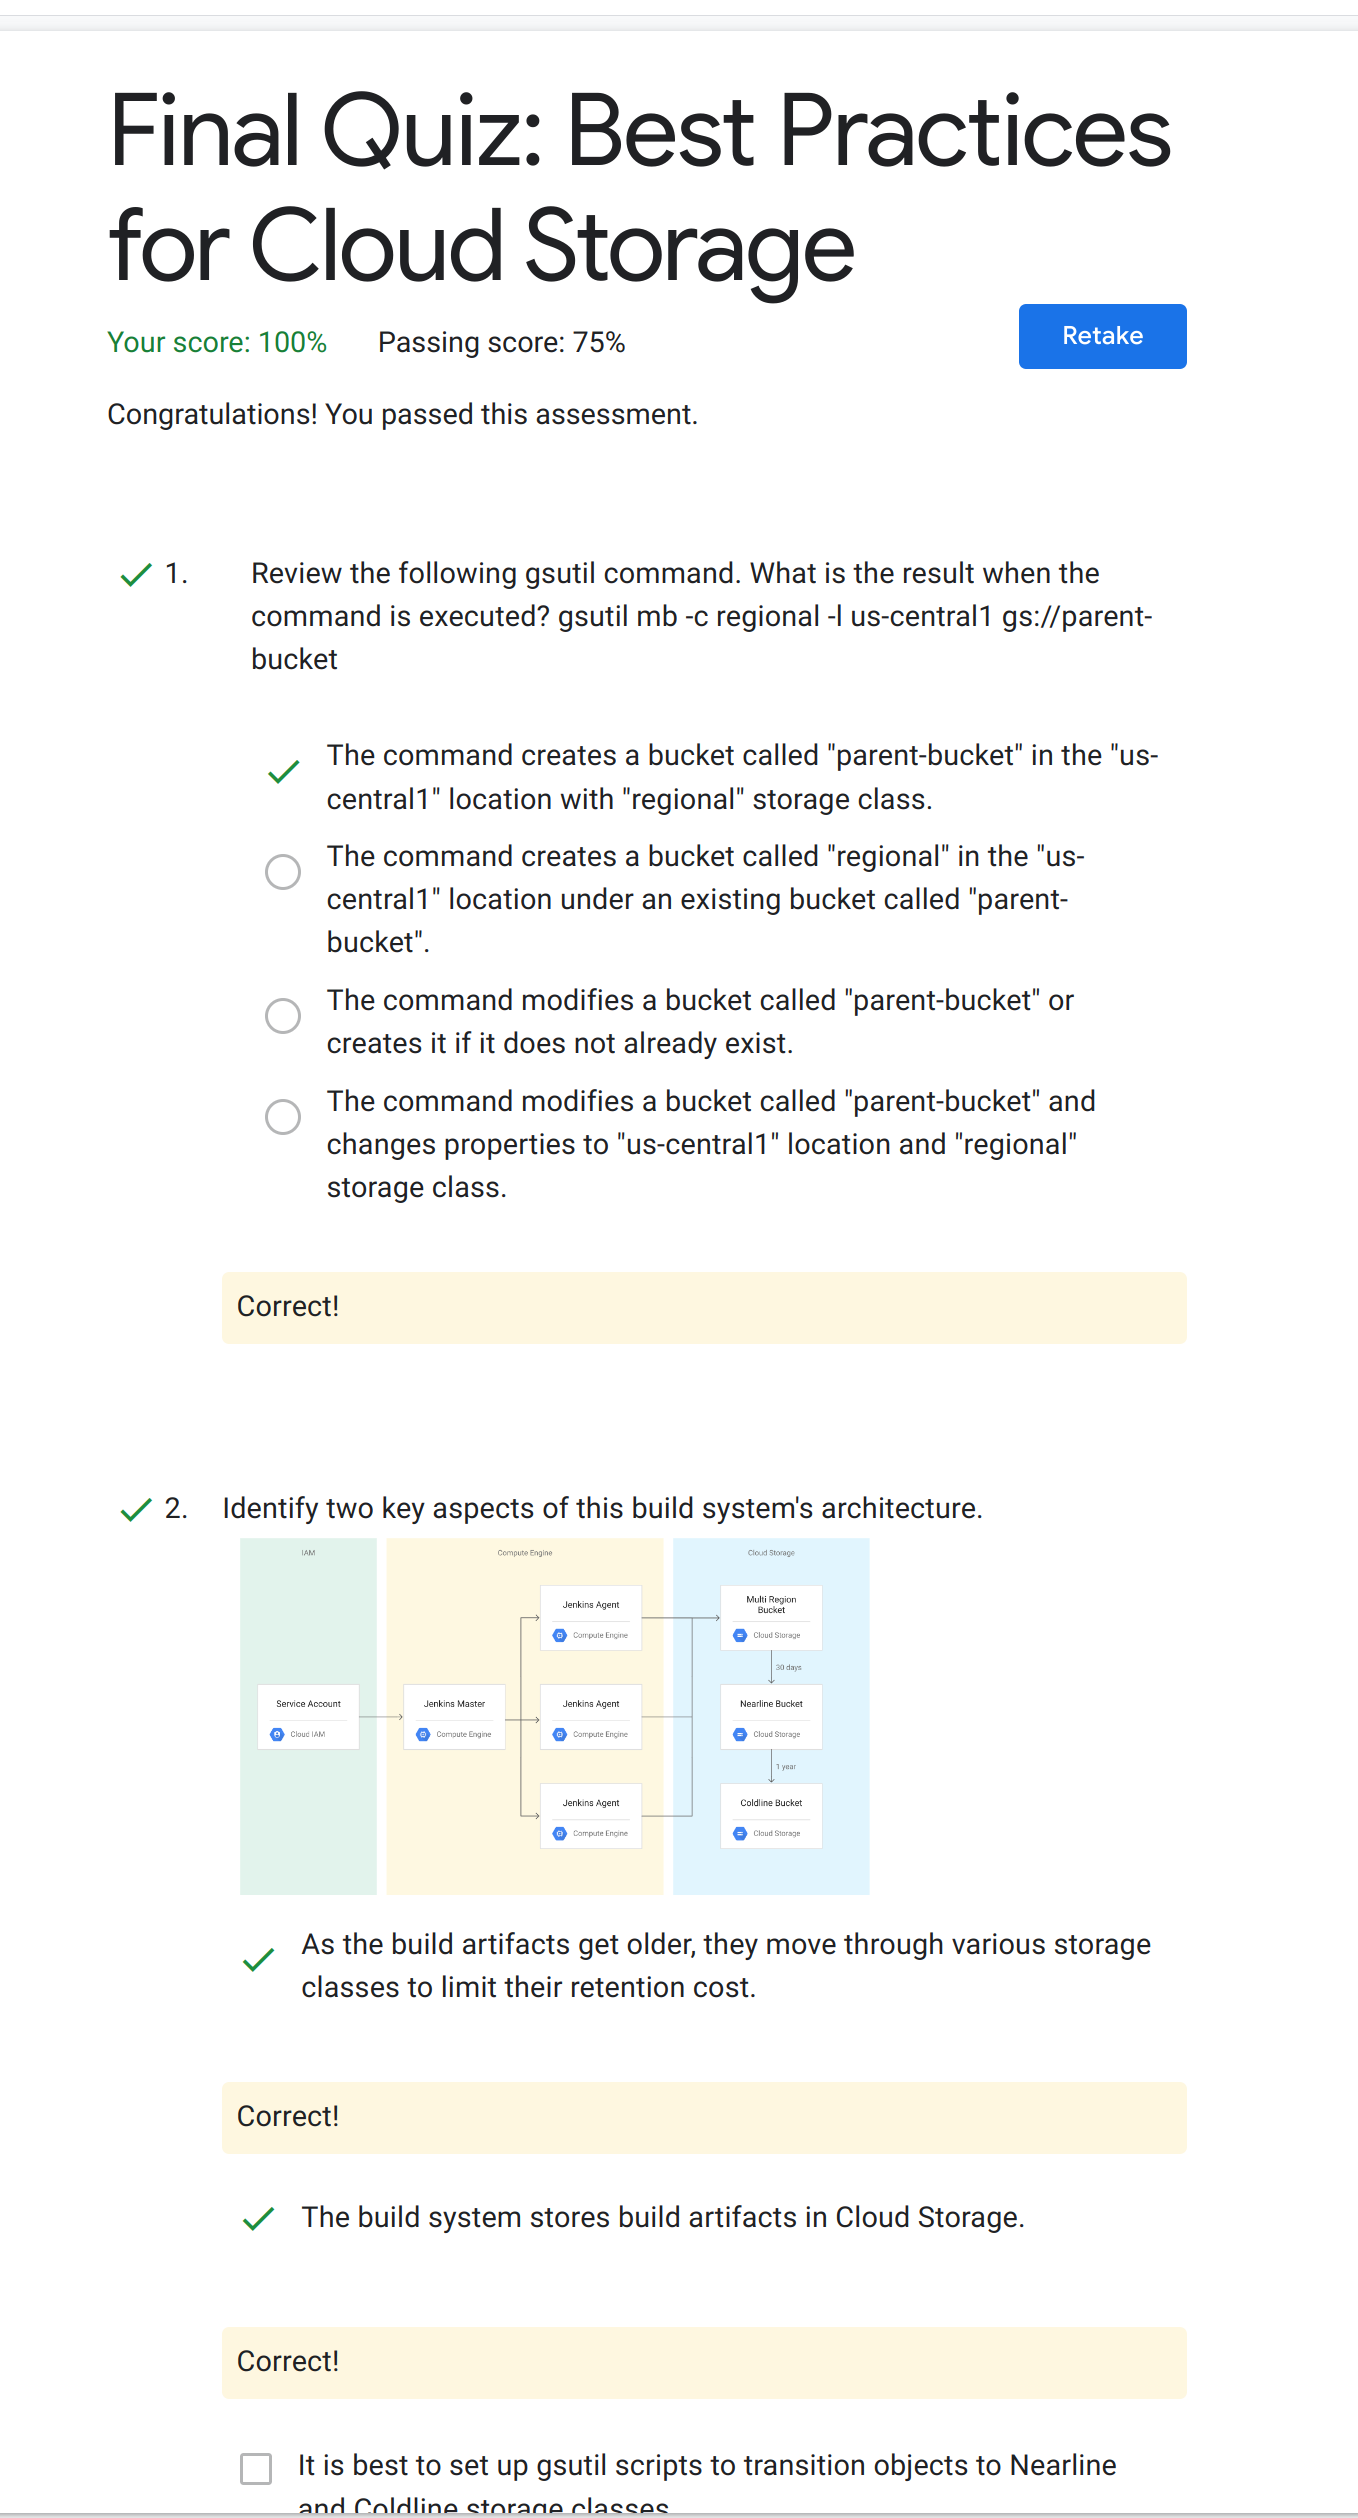 Final Quiz: Best Practices
for Cloud Storage
Your score: 100%
Passing score: 75%
Retake
Congratulations! You passed this assessment.
1.
Review the following gsutil command. What is the result when the
command is executed? gsutil mb -c regional -l us-central1 gs://parent-
bucket
The command creates a bucket called "parent-bucket" in the "us-
central1" location with "regional" storage class.
The command creates a bucket called "regional" in the "us-
central1" location under an existing bucket called "parent-
bucket".
The command modifies a bucket called "parent-bucket" or
creates it if it does not already exist.
The command modifies a bucket called "parent-bucket" and
changes properties to "us-central1" location and "regional"
storage class.
Correct!
2.
Identify two key aspects of this build system's architecture.
IAM
Compute Engine
Cloud Storage
Service Account
Cloud IAM
Jenkins Master
Compute Engine
Jenkins Agent
Compute Engine
Jenkins Agent
Compute Engine
Jenkins Agent
Compute Engine
Multi Region
Bucket
Cloud Storage
30 days
Nearline Bucket
Cloud Storage
1 year
Coldline Bucket
Cloud Storage
As the build artifacts get older, they move through various storage
classes to limit their retention cost.
Correct!
The build system stores build artifacts in Cloud Storage.
Correct!
It is best to set up gsutil scripts to transition objects to Nearline
and Coldline storage classes